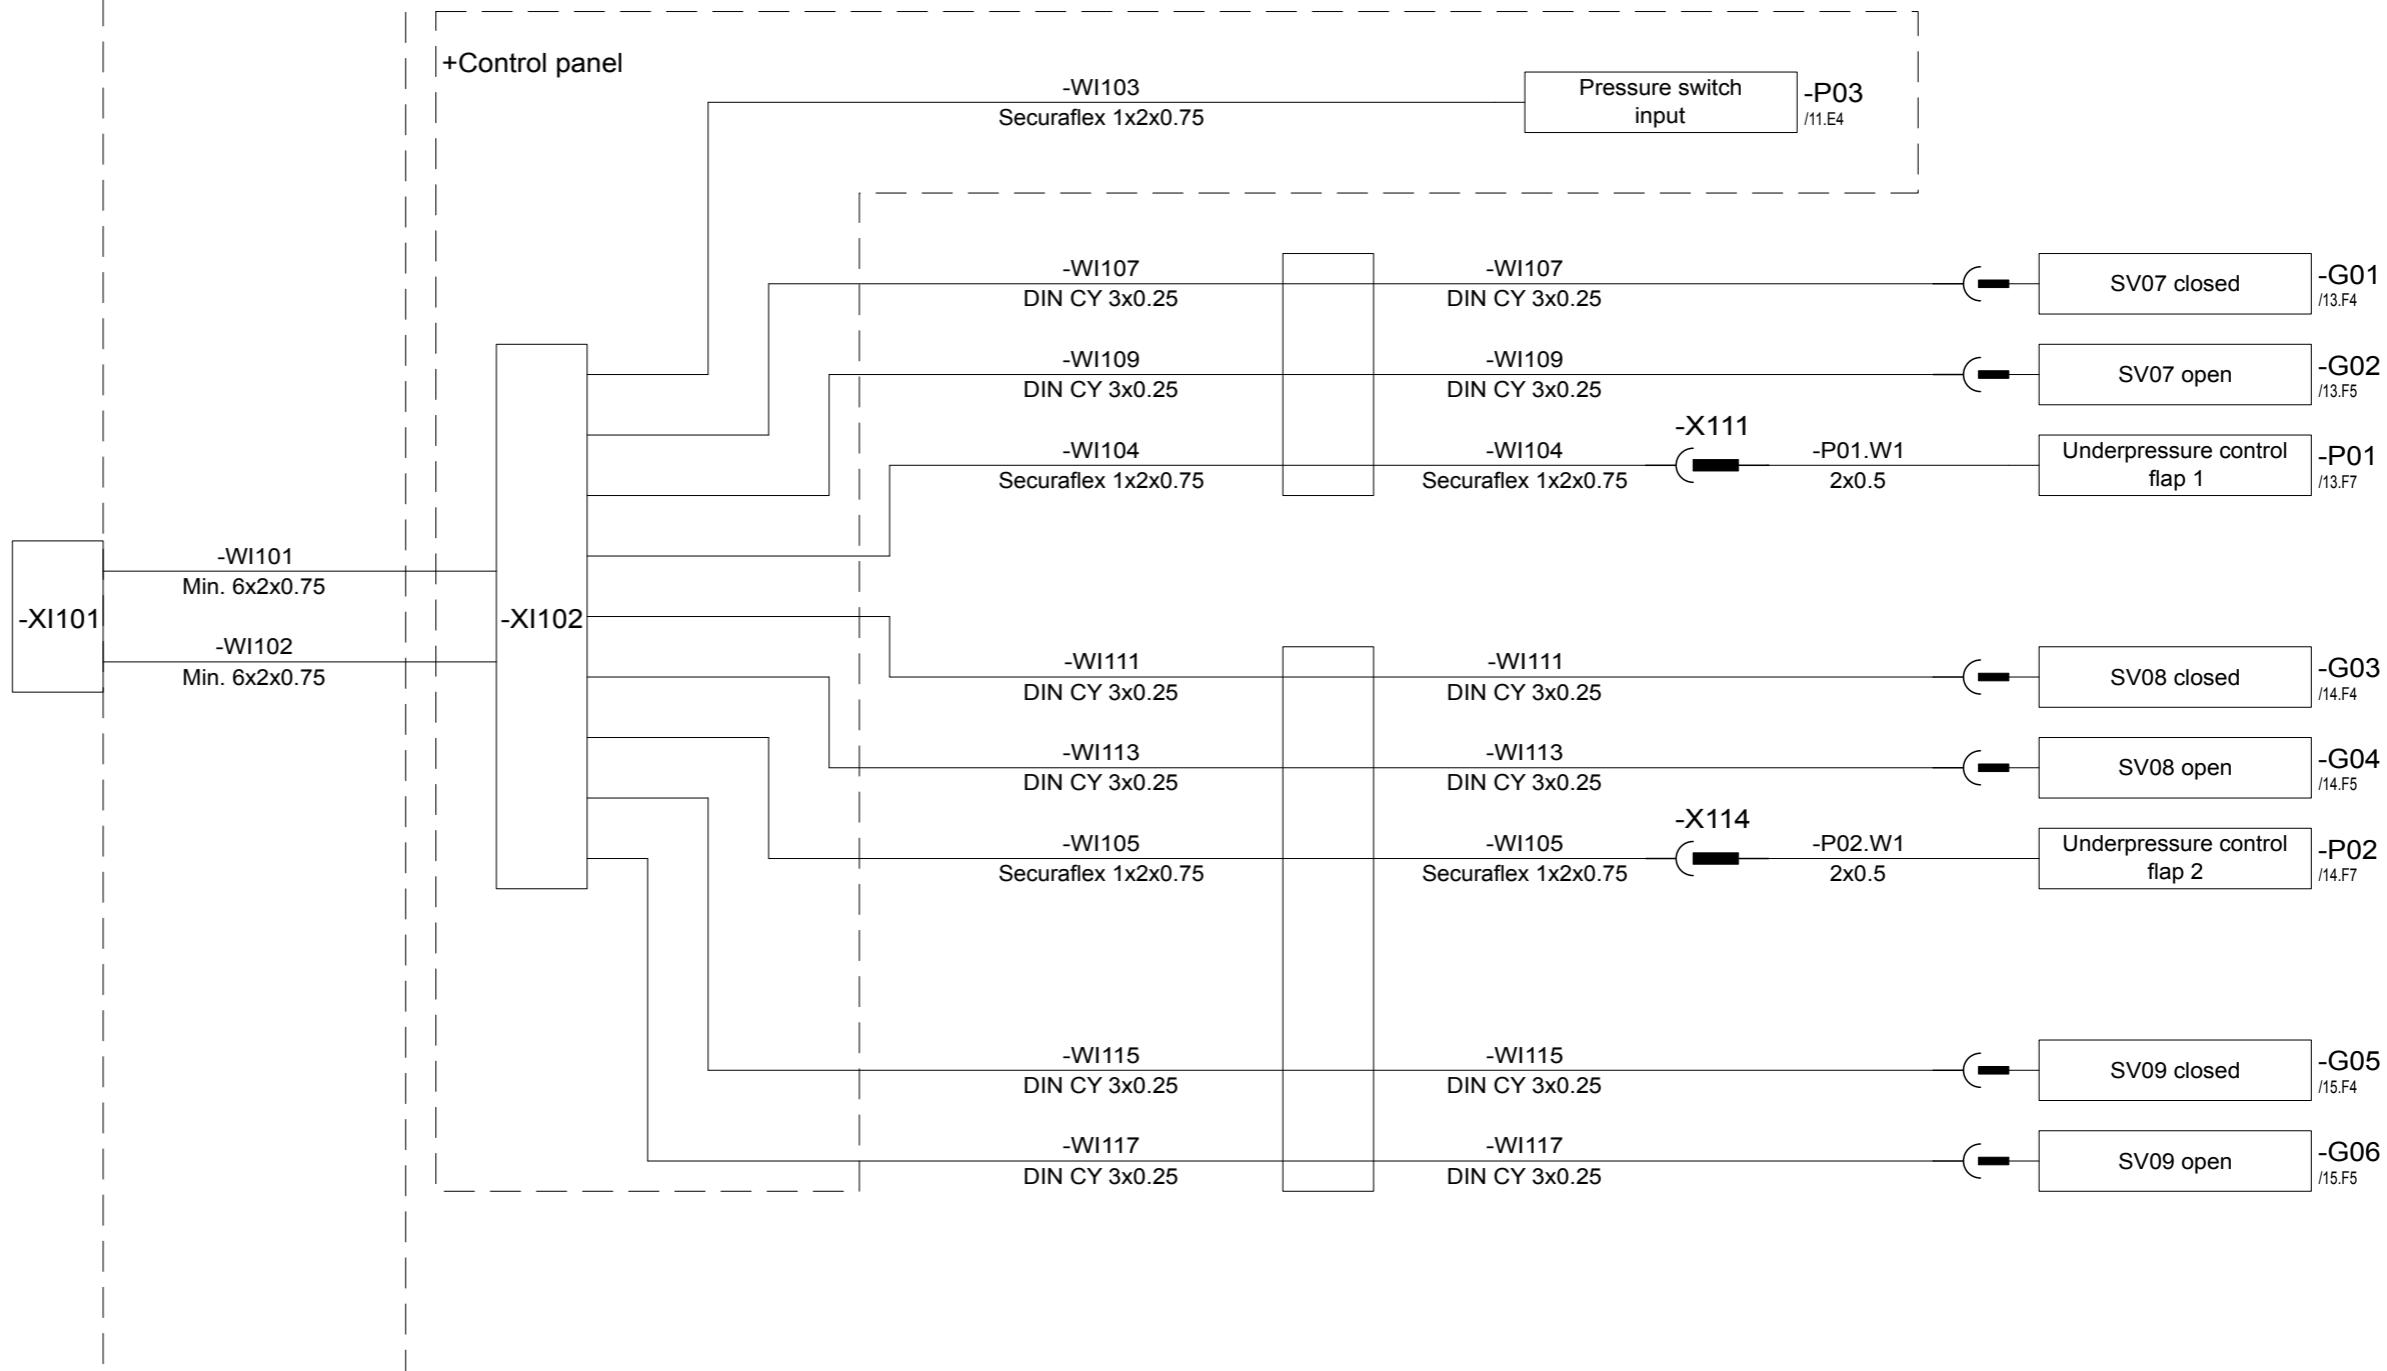 +Control panel
-WI103
Securaflex 1x2x0.75
Pressure switch
input
-P03
/11.E4
-WI107
DIN CY 3x0.25
-WI107
DIN CY 3x0.25
SV07 closed
-G01
/13.F4
-WI109
DIN CY 3x0.25
-WI109
DIN CY 3x0.25
SV07 open
-G02
/13.F5
-WI104
Securaflex 1x2x0.75
-WI104
Securaflex 1x2x0.75
-X111
-P01.W1
2x0.5
Underpressure control
flap 1
-P01
/13.F7
-XI101
-WI101
Min. 6x2x0.75
-WI102
Min. 6x2x0.75
-XI102
-WI111
DIN CY 3x0.25
-WI111
DIN CY 3x0.25
SV08 closed
-G03
/14.F4
-WI113
DIN CY 3x0.25
-WI113
DIN CY 3x0.25
SV08 open
-G04
/14.F5
-WI105
Securaflex 1x2x0.75
-WI105
Securaflex 1x2x0.75
-X114
-P02.W1
2x0.5
Underpressure control
flap 2
-P02
/14.F7
-WI115
DIN CY 3x0.25
-WI115
DIN CY 3x0.25
SV09 closed
-G05
/15.F4
-WI117
DIN CY 3x0.25
-WI117
DIN CY 3x0.25
SV09 open
-G06
/15.F5